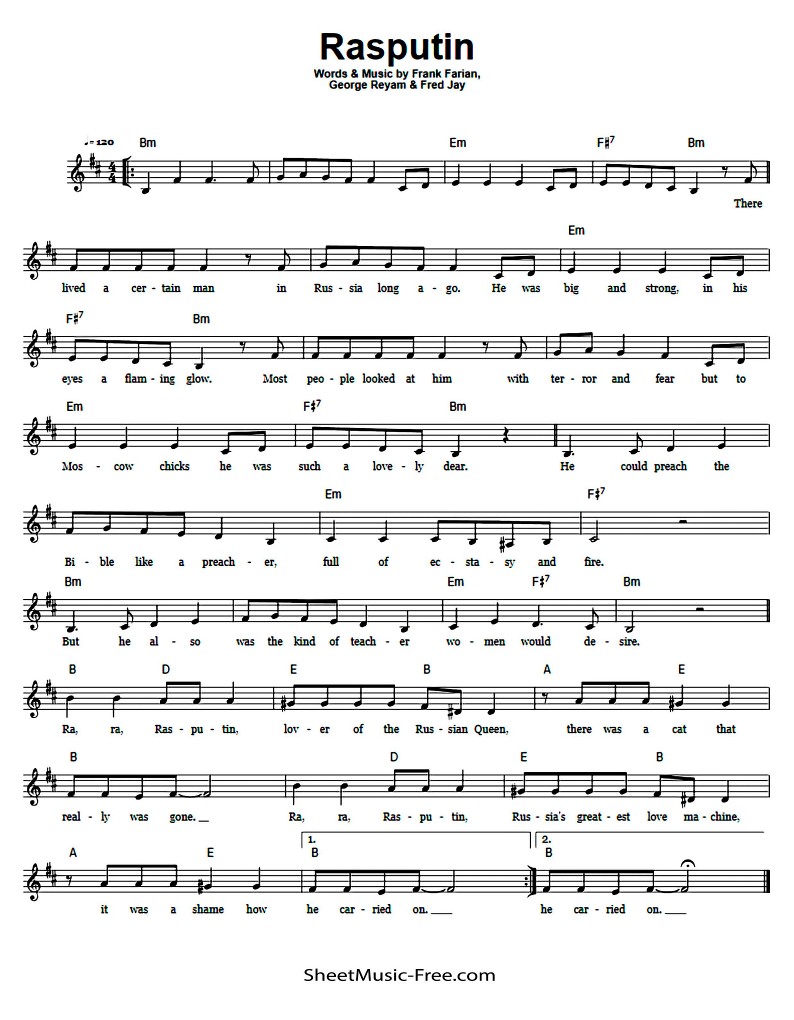 Rasputin
Words & Music by Frank Farian,
George Reyam & Fred Jay
♩=120 Bm Em F♯7 Bm
There
Em
lived a cer - tain man in Rus - sia long a - go. He was big and strong, in his
F♯7 Bm
eyes a flam - ing glow. Most peo - ple looked at him with ter - ror and fear but to
Em F♯7 Bm
Mos - cow chicks he was such a love - ly dear. He could preach the
Em F♯7
Bi - ble like a preach - er, full of ec - sta - sy and fire.
Bm Em F♯7 Bm
But he al - so was the kind of teach - er wo - men would de - sire.
B D E B A E
Ra, ra, Ras - pu - tin, lov - er of the Rus - sian Queen, there was a cat that
B B D E B
real - ly was gone. Ra, ra, Ras - pu - tin, Rus - sia's great - est love ma - chine,
1. 2.
A E B B
it was a shame how he car - ried on. he car - ried on.
SheetMusic-Free.com